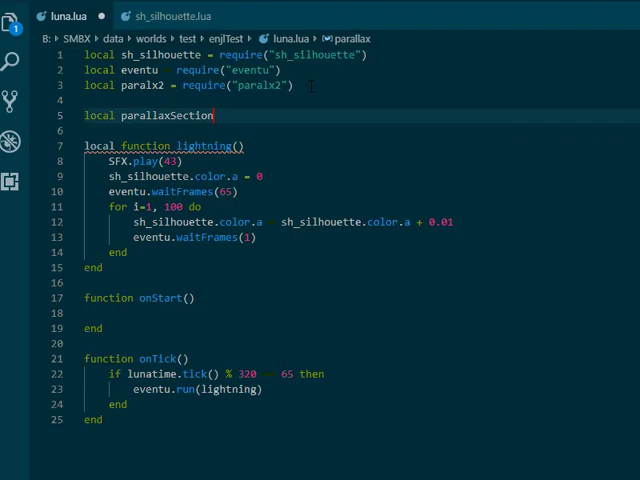 luna.lua ● sh_silhouette.lua
B: > SMBX > data > worlds > test > enjlTest > luna.lua > parallax
1 local sh_silhouette = require("sh_silhouette")
2 local eventu = require("eventu")
3 local paralx2 = require("paralx2")
4
5 local parallaxSection
6
7 local function lightning()
8 SFX.play(43)
9 sh_silhouette.color.a = 0
10 eventu.waitFrames(65)
11 for i=1, 100 do
12 sh_silhouette.color.a = sh_silhouette.color.a + 0.01
13 eventu.waitFrames(1)
14 end
15 end
16
17 function onStart()
18
19 end
20
21 function onTick()
22 if lunatime.tick() % 320 == 65 then
23 eventu.run(lightning)
24 end
25 end
1